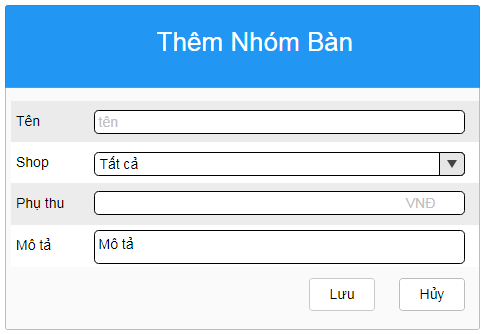 Thêm Nhóm Bàn
Tên tên
Shop Tất cả
Phụ thu VNĐ
Mô tả Mô tả
Lưu Hủy